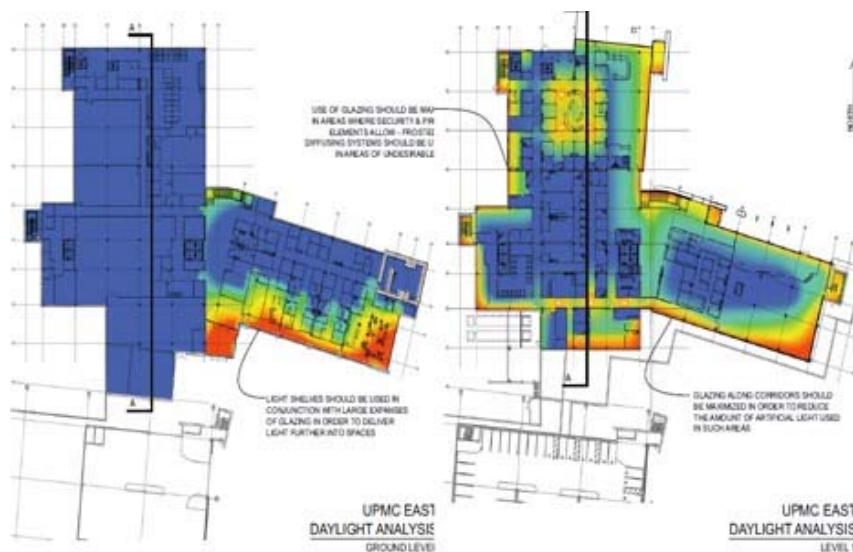 A
USE OF GLAZING SHOULD BE MA
IN AREAS WHERE SECURITY & PR
ELEMENTS ALLOW - FROSTE
DIFFUSING SYSTEMS SHOULD BE U
IN AREAS OF UNDESIRABLE
NORTH
LIGHT SHELVES SHOULD BE USED IN
CONJUNCTION WITH LARGE EXPANSES
OF GLAZING IN ORDER TO DELIVER
LIGHT FURTHER INTO SPACES
A
A
GLAZING ALONG CORRIDORS SHOULD
BE MAXIMIZED IN ORDER TO REDUCE
THE AMOUNT OF ARTIFICIAL LIGHT USED
IN SUCH AREAS
UPMC EAST
DAYLIGHT ANALYSIS
GROUND LEVEL
UPMC EAST
DAYLIGHT ANALYSIS
LEVEL